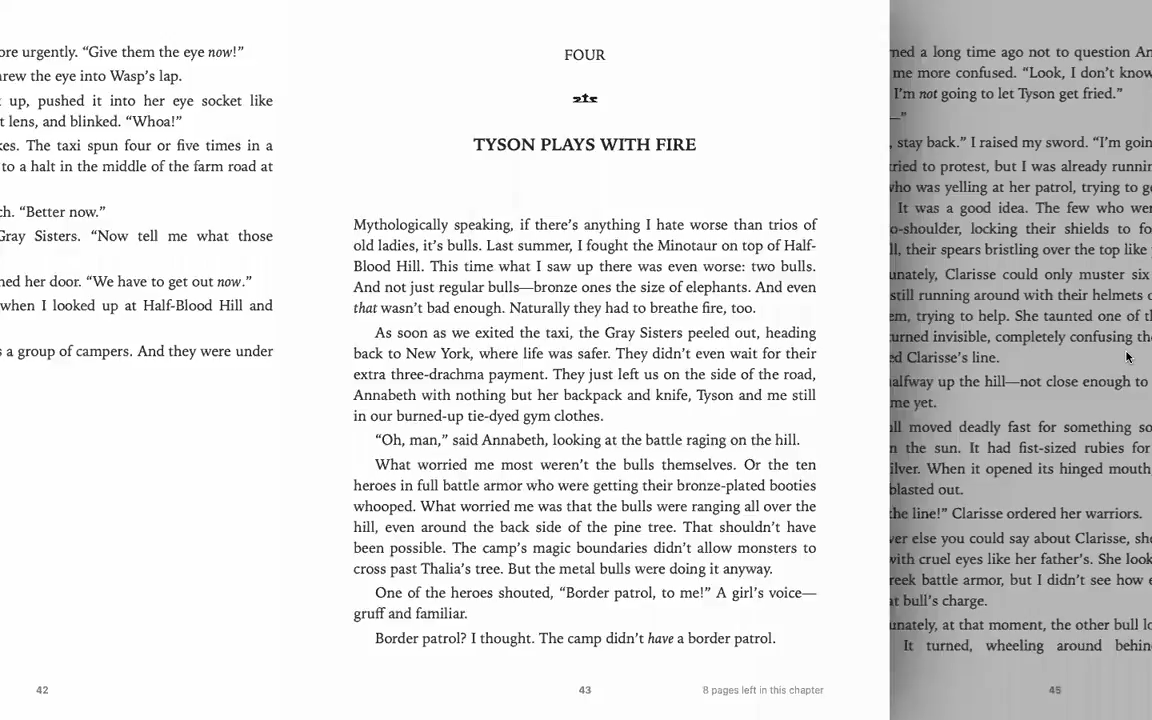 ore urgently. “Give them the eye now!”
rew the eye into Wasp’s lap.
up, pushed it into her eye socket like
t lens, and blinked. “Whoa!”
kes. The taxi spun four or five times in a
to a halt in the middle of the farm road at
ch. “Better now.”
Gray Sisters. “Now tell me what those
ned her door. “We have to get out now.”
when I looked up at Half-Blood Hill and
s a group of campers. And they were under
42
FOUR
TYSON PLAYS WITH FIRE
Mythologically speaking, if there’s anything I hate worse than trios of
old ladies, it’s bulls. Last summer, I fought the Minotaur on top of Half-
Blood Hill. This time what I saw up there was even worse: two bulls.
And not just regular bulls—bronze ones the size of elephants. And even
that wasn’t bad enough. Naturally they had to breathe fire, too.
As soon as we exited the taxi, the Gray Sisters peeled out, heading
back to New York, where life was safer. They didn’t even wait for their
extra three-drachma payment. They just left us on the side of the road,
Annabeth with nothing but her backpack and knife, Tyson and me still
in our burned-up tie-dyed gym clothes.
“Oh, man,” said Annabeth, looking at the battle raging on the hill.
What worried me most weren’t the bulls themselves. Or the ten
heroes in full battle armor who were getting their bronze-plated booties
whooped. What worried me was that the bulls were ranging all over the
hill, even around the back side of the pine tree. That shouldn’t have
been possible. The camp’s magic boundaries didn’t allow monsters to
cross past Thalia’s tree. But the metal bulls were doing it anyway.
One of the heroes shouted, “Border patrol, to me!” A girl’s voice—
gruff and familiar.
Border patrol? I thought. The camp didn’t have a border patrol.
43
8 pages left in this chapter
ned a long time ago not to question An
me more confused. “Look, I don’t know
I’m not going to let Tyson get fried.”
—”
, stay back.” I raised my sword. “I’m goin
tried to protest, but I was already runnin
who was yelling at her patrol, trying to ge
It was a good idea. The few who wer
o-shoulder, locking their shields to fo
ll, their spears bristling over the top like
unately, Clarisse could only muster six
still running around with their helmets o
em, trying to help. She taunted one of th
turned invisible, completely confusing the
ed Clarisse’s line.
halfway up the hill—not close enough to
me yet.
ll moved deadly fast for something so
n the sun. It had fist-sized rubies for
ilver. When it opened its hinged mouth,
blasted out.
the line!” Clarisse ordered her warriors.
ver else you could say about Clarisse, she
with cruel eyes like her father’s. She look
reek battle armor, but I didn’t see how e
at bull’s charge.
unately, at that moment, the other bull lo
It turned, wheeling around behin
45